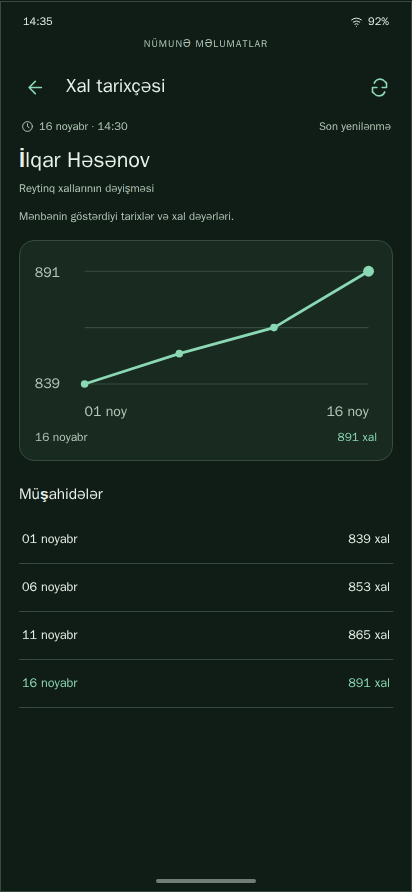 14:35 92%
NÜMUNƏ MƏLUMATLAR
Xal tarixçəsi
16 noyabr · 14:30 Son yenilənmə
İlqar Həsənov
Reytinq xallarının dəyişməsi
Mənbənin göstərdiyi tarixlər və xal dəyərləri.
891
839
01 noy 16 noy
16 noyabr 891 xal
Müşahidələr
01 noyabr 839 xal
06 noyabr 853 xal
11 noyabr 865 xal
16 noyabr 891 xal